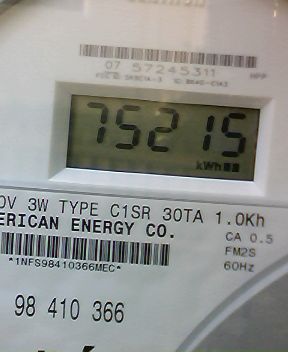 07 57245311
75215
kWh
0V 3W TYPE C1SR 30TA 1.0Kh
ERICAN ENERGY CO.
CA 0.5
*1NFS98410366MEC*
FM2S
60Hz
98 410 366